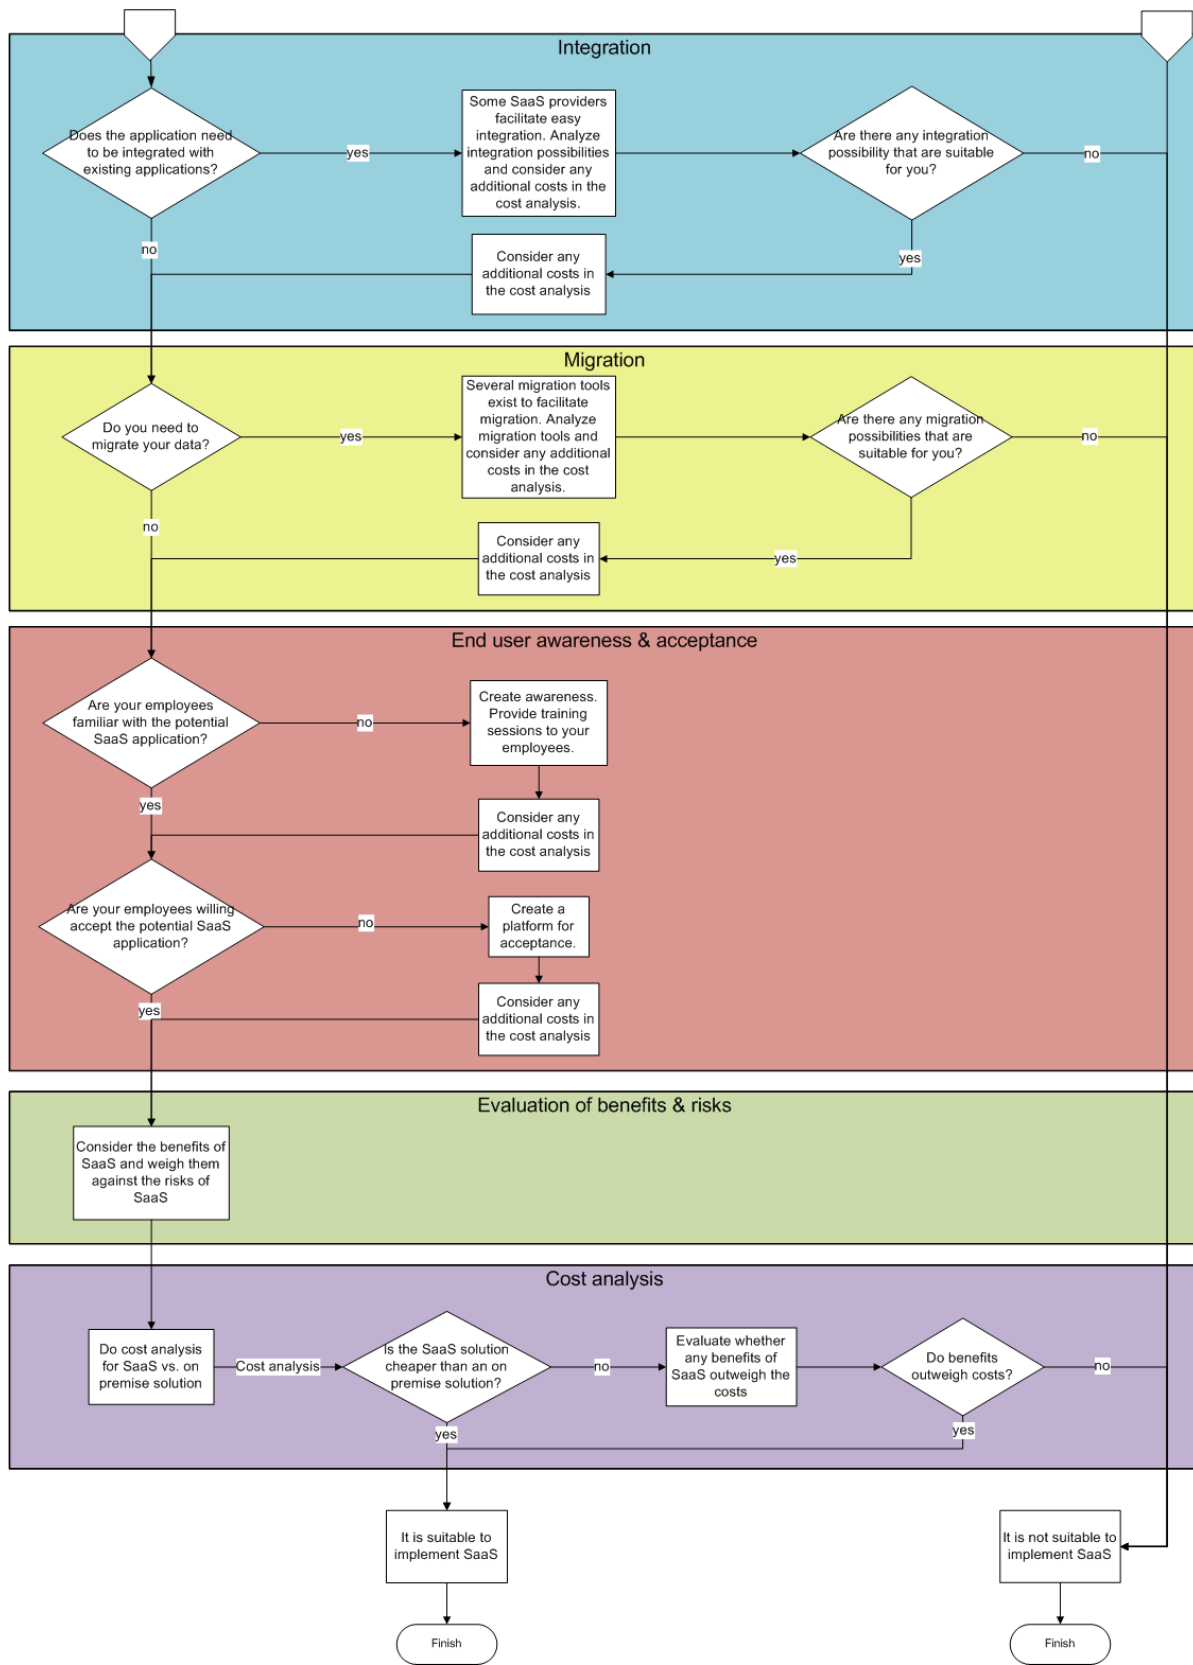 Integration
Does the application need
to be integrated with
existing applications?
yes
Some SaaS providers
facilitate easy
integration. Analyze
integration possibilities
and consider any
additional costs in the
cost analysis.
Are there any integration
possibility that are suitable
for you?
no
no
Consider any
additional costs in
the cost analysis
yes
Migration
Do you need to
migrate your data?
yes
Several migration tools
exist to facilitate
migration. Analyze
migration tools and
consider any additional
costs in the cost
analysis.
Are there any migration
possibilities that are
suitable for you?
no
no
Consider any
additional costs in
the cost analysis
yes
End user awareness & acceptance
Are your employees
familiar with the potential
SaaS application?
no
Create awareness.
Provide training
sessions to your
employees.
yes
Consider any
additional costs in
the cost analysis
Are your employees willing
accept the potential SaaS
application?
no
Create a
platform for
acceptance.
yes
Consider any
additional costs in
the cost analysis
Evaluation of benefits & risks
Consider the benefits of
SaaS and weigh them
against the risks of
SaaS
Cost analysis
Do cost analysis
for SaaS vs. on
premise solution
Cost analysis
Is the SaaS solution
cheaper than an on
premise solution?
no
Evaluate whether
any benefits of
SaaS outweigh the
costs
Do benefits
outweigh costs?
no
yes
yes
It is suitable to
implement SaaS
It is not suitable to
implement SaaS
Finish
Finish